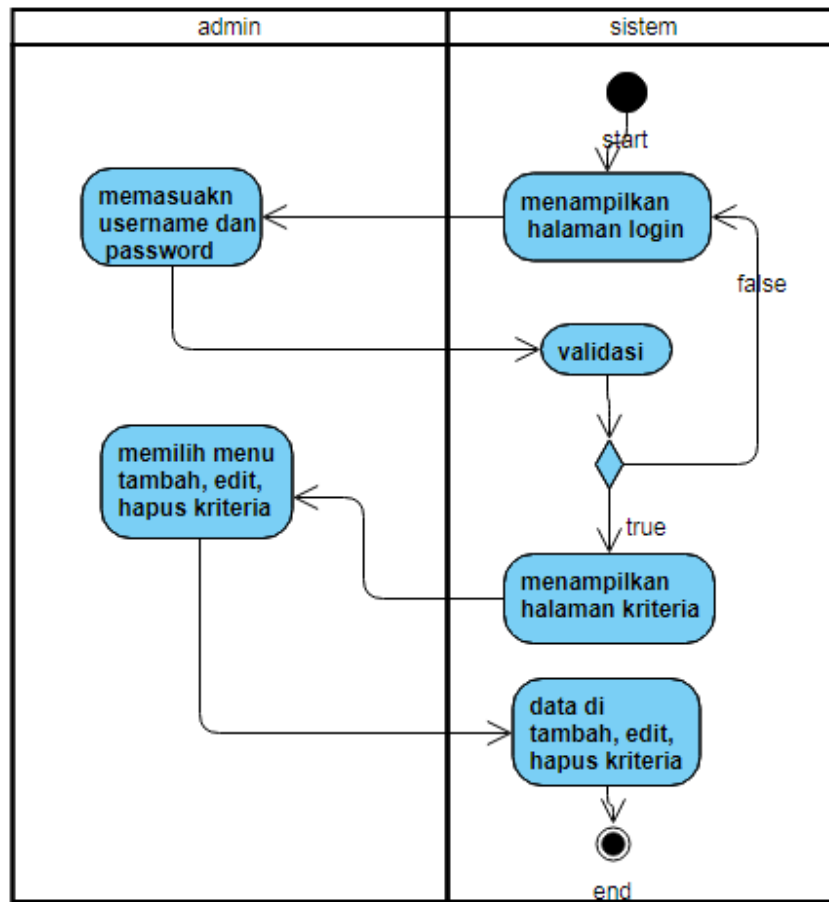 admin
sistem
start
memasuakn
username dan
password
menampilkan
halaman login
false
validasi
memilih menu
tambah, edit,
hapus kriteria
true
menampilkan
halaman kriteria
data di
tambah, edit,
hapus kriteria
end